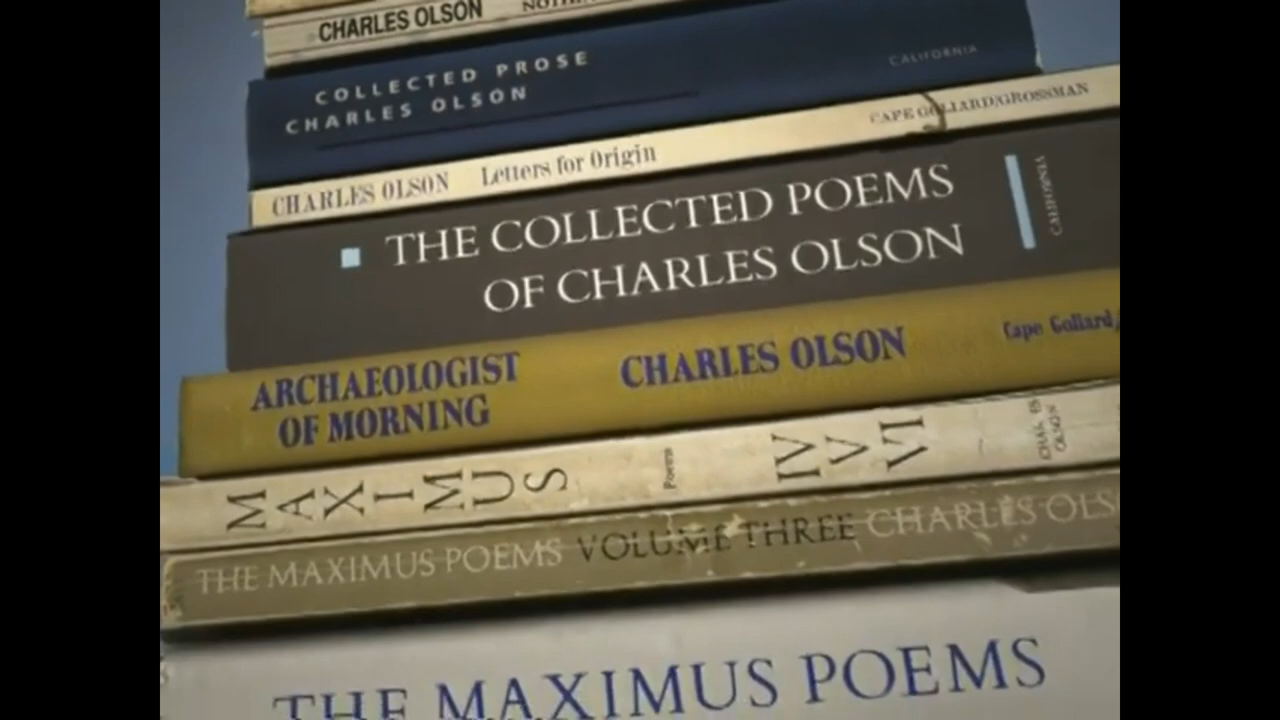 CHARLES OLSON
COLLECTED PROSE
CHARLES OLSON
CALIFORNIA
CHARLES OLSON Letters for Origin CAPE GOLIARD/GROSSMAN
THE COLLECTED POEMS
OF CHARLES OLSON
CALIFORNIA
ARCHAEOLOGIST
OF MORNING
CHARLES OLSON
Cape Goliard/
MAXIMUS Poems IV V VI
OLSON
THE MAXIMUS POEMS VOLUME THREE CHARLES OLS
THE MAXIMUS POEMS